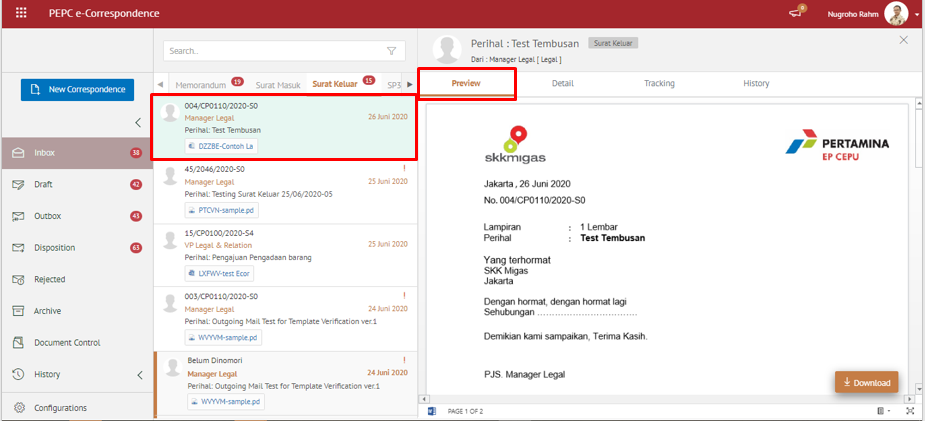 PEPC e-Correspondence
8
Nugroho Rahm
New Correspondence
Inbox 38
Draft 42
Outbox 43
Disposition 63
Rejected
Archive
Document Control
History
Configurations
Search...
Memorandum 19 Surat Masuk Surat Keluar 15 SP3
004/CP0110/2020-S0
Manager Legal 26 Juni 2020
Perihal: Test Tembusan
DZZBE-Contoh La
45/2046/2020-S0 !
Manager Legal 25 Juni 2020
Perihal: Testing Surat Keluar 25/06/2020-05
PTCVN-sample.pd
15/CP0100/2020-S4
VP Legal & Relation 25 Juni 2020
Perihal: Pengajuan Pengadaan barang
LXFWV-test Ecor
003/CP0110/2020-S0 !
Manager Legal 24 Juni 2020
Perihal: Outgoing Mail Test for Template Verification ver.1
WVYVM-sample.pd
Belum Dinomori !
Manager Legal 24 Juni 2020
Perihal: Outgoing Mail Test for Template Verification ver.1
WVYVM-sample.pd
Perihal : Test Tembusan Surat Keluar
Dari : Manager Legal [ Legal ]
Preview Detail Tracking History
skkmigas
PERTAMINA
EP CEPU
Jakarta , 26 Juni 2020
No. 004/CP0110/2020-S0
Lampiran : 1 Lembar
Perihal : Test Tembusan
Yang terhormat
SKK Migas
Jakarta
Dengan hormat, dengan hormat lagi
Sehubungan ……………………………
Demikian kami sampaikan, Terima Kasih.
PJS. Manager Legal
Download
PAGE 1 OF 2